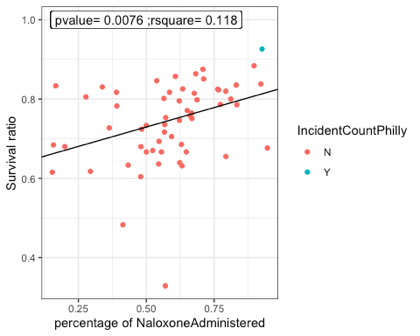 pvalue= 0.0076 ;rsquare= 0.118
1.0
0.8
0.6
0.4
Survival ratio
0.25
0.50
0.75
percentage of NaloxoneAdministered
IncidentCountPhilly
N
Y